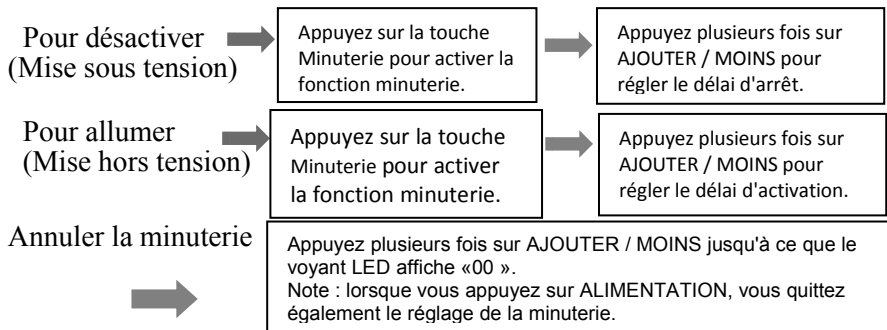 Pour désactiver
(Mise sous tension)
Appuyez sur la touche
Minuterie pour activer la
fonction minuterie.
Appuyez plusieurs fois sur
AJOUTER / MOINS pour
régler le délai d'arrêt.
Pour allumer
(Mise hors tension)
Appuyez sur la touche
Minuterie pour activer
la fonction minuterie.
Appuyez plusieurs fois sur
AJOUTER / MOINS pour
régler le délai d'activation.
Annuler la minuterie
Appuyez plusieurs fois sur AJOUTER / MOINS jusqu'à ce que le
voyant LED affiche «00 ».
Note : lorsque vous appuyez sur ALIMENTATION, vous quittez
également le réglage de la minuterie.